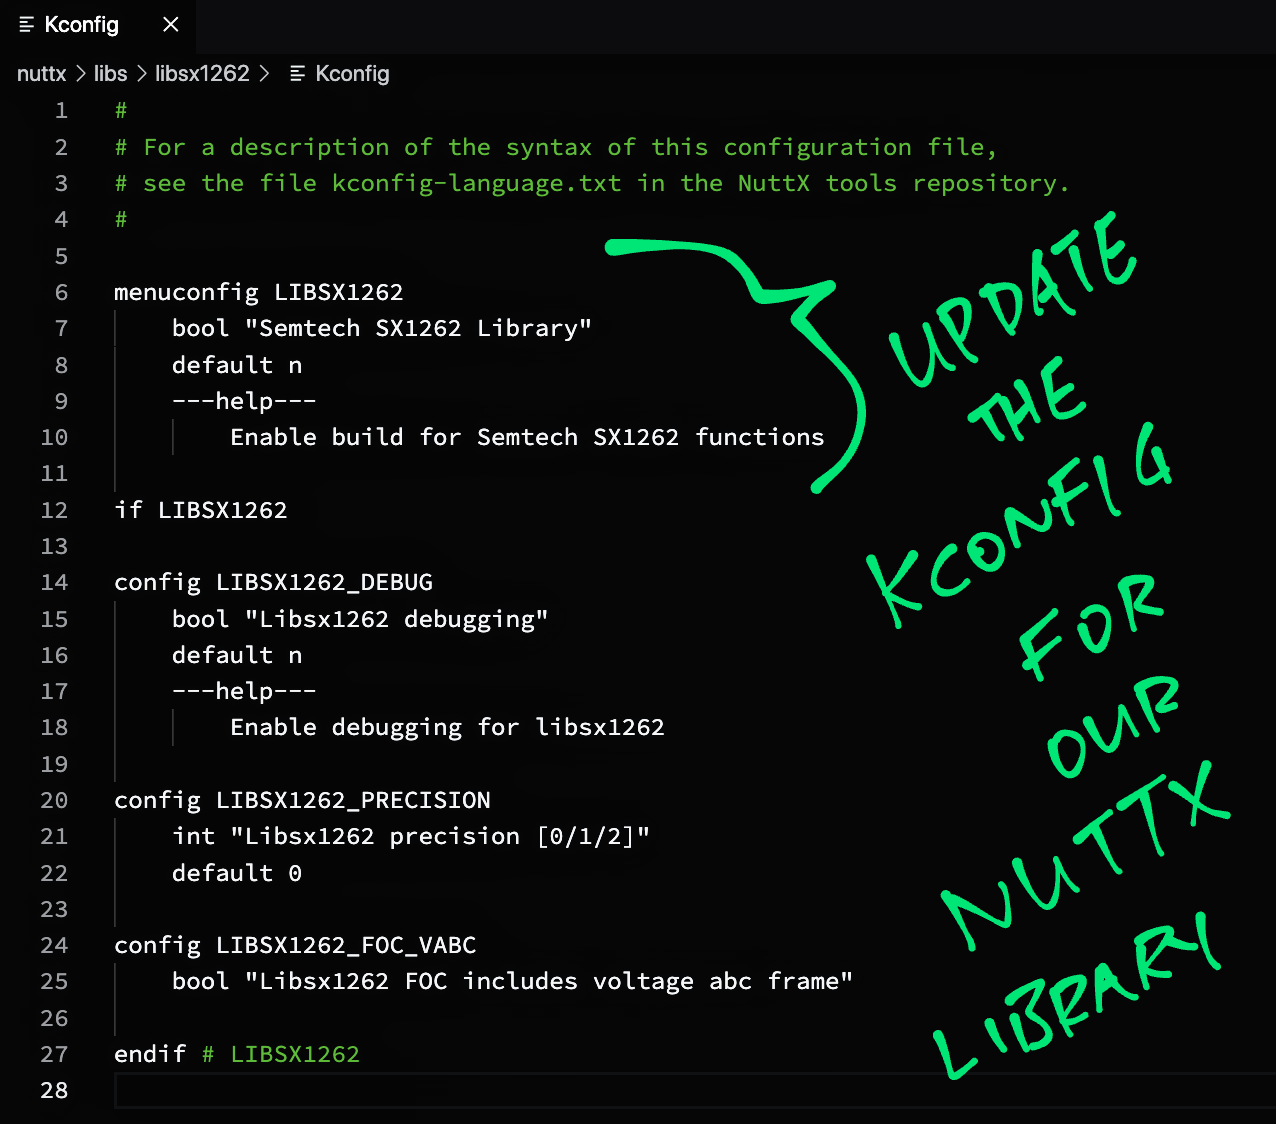 Kconfig
nuttx > libs > libsx1262 > Kconfig
1 #
2 # For a description of the syntax of this configuration file,
3 # see the file kconfig-language.txt in the NuttX tools repository.
4 #
5
6 menuconfig LIBSX1262
7 bool "Semtech SX1262 Library"
8 default n
9 ---help---
10 Enable build for Semtech SX1262 functions
11
12 if LIBSX1262
13
14 config LIBSX1262_DEBUG
15 bool "Libsx1262 debugging"
16 default n
17 ---help---
18 Enable debugging for libsx1262
19
20 config LIBSX1262_PRECISION
21 int "Libsx1262 precision [0/1/2]"
22 default 0
23
24 config LIBSX1262_FOC_VABC
25 bool "Libsx1262 FOC includes voltage abc frame"
26
27 endif # LIBSX1262
28
UPDATE
THE
KCONFIG
FOR
OUR
NUTTX
LIBRARY